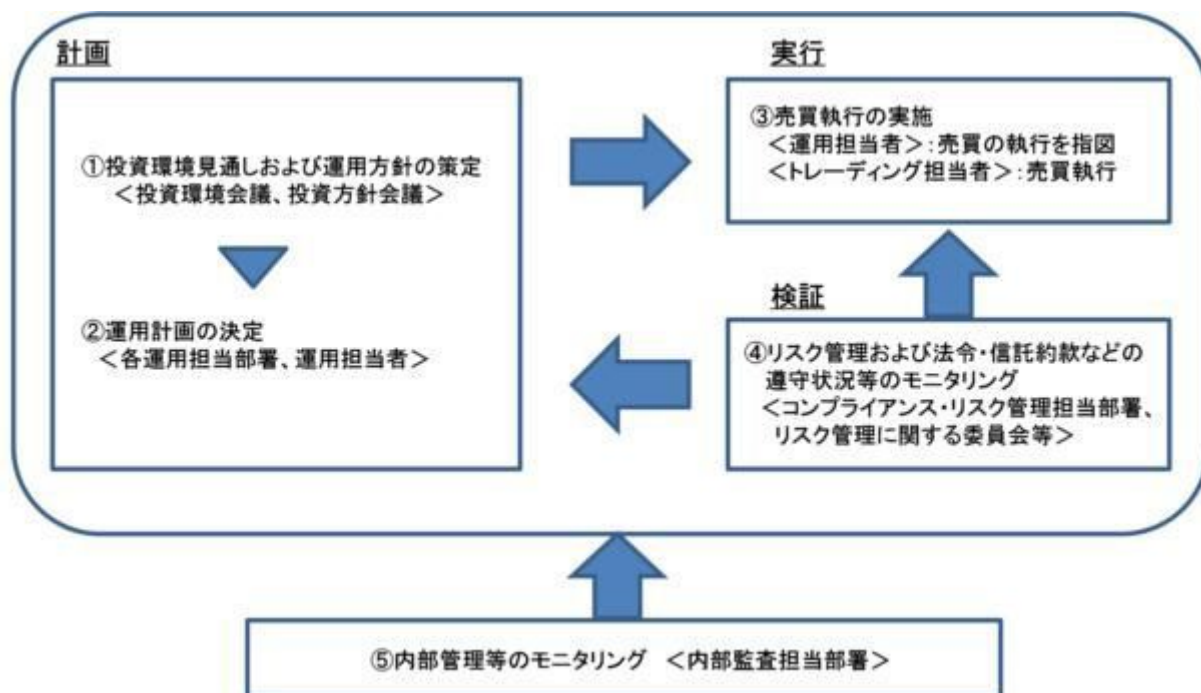 計画
①投資環境見通しおよび運用方針の策定
＜投資環境会議、投資方針会議＞
②運用計画の決定
＜各運用担当部署、運用担当者＞
実行
③売買執行の実施
＜運用担当者＞：売買の執行を指図
＜トレーディング担当者＞：売買執行
検証
④リスク管理および法令・信託約款などの
遵守状況等のモニタリング
＜コンプライアンス・リスク管理担当部署、
リスク管理に関する委員会等＞
⑤内部管理等のモニタリング　＜内部監査担当部署＞